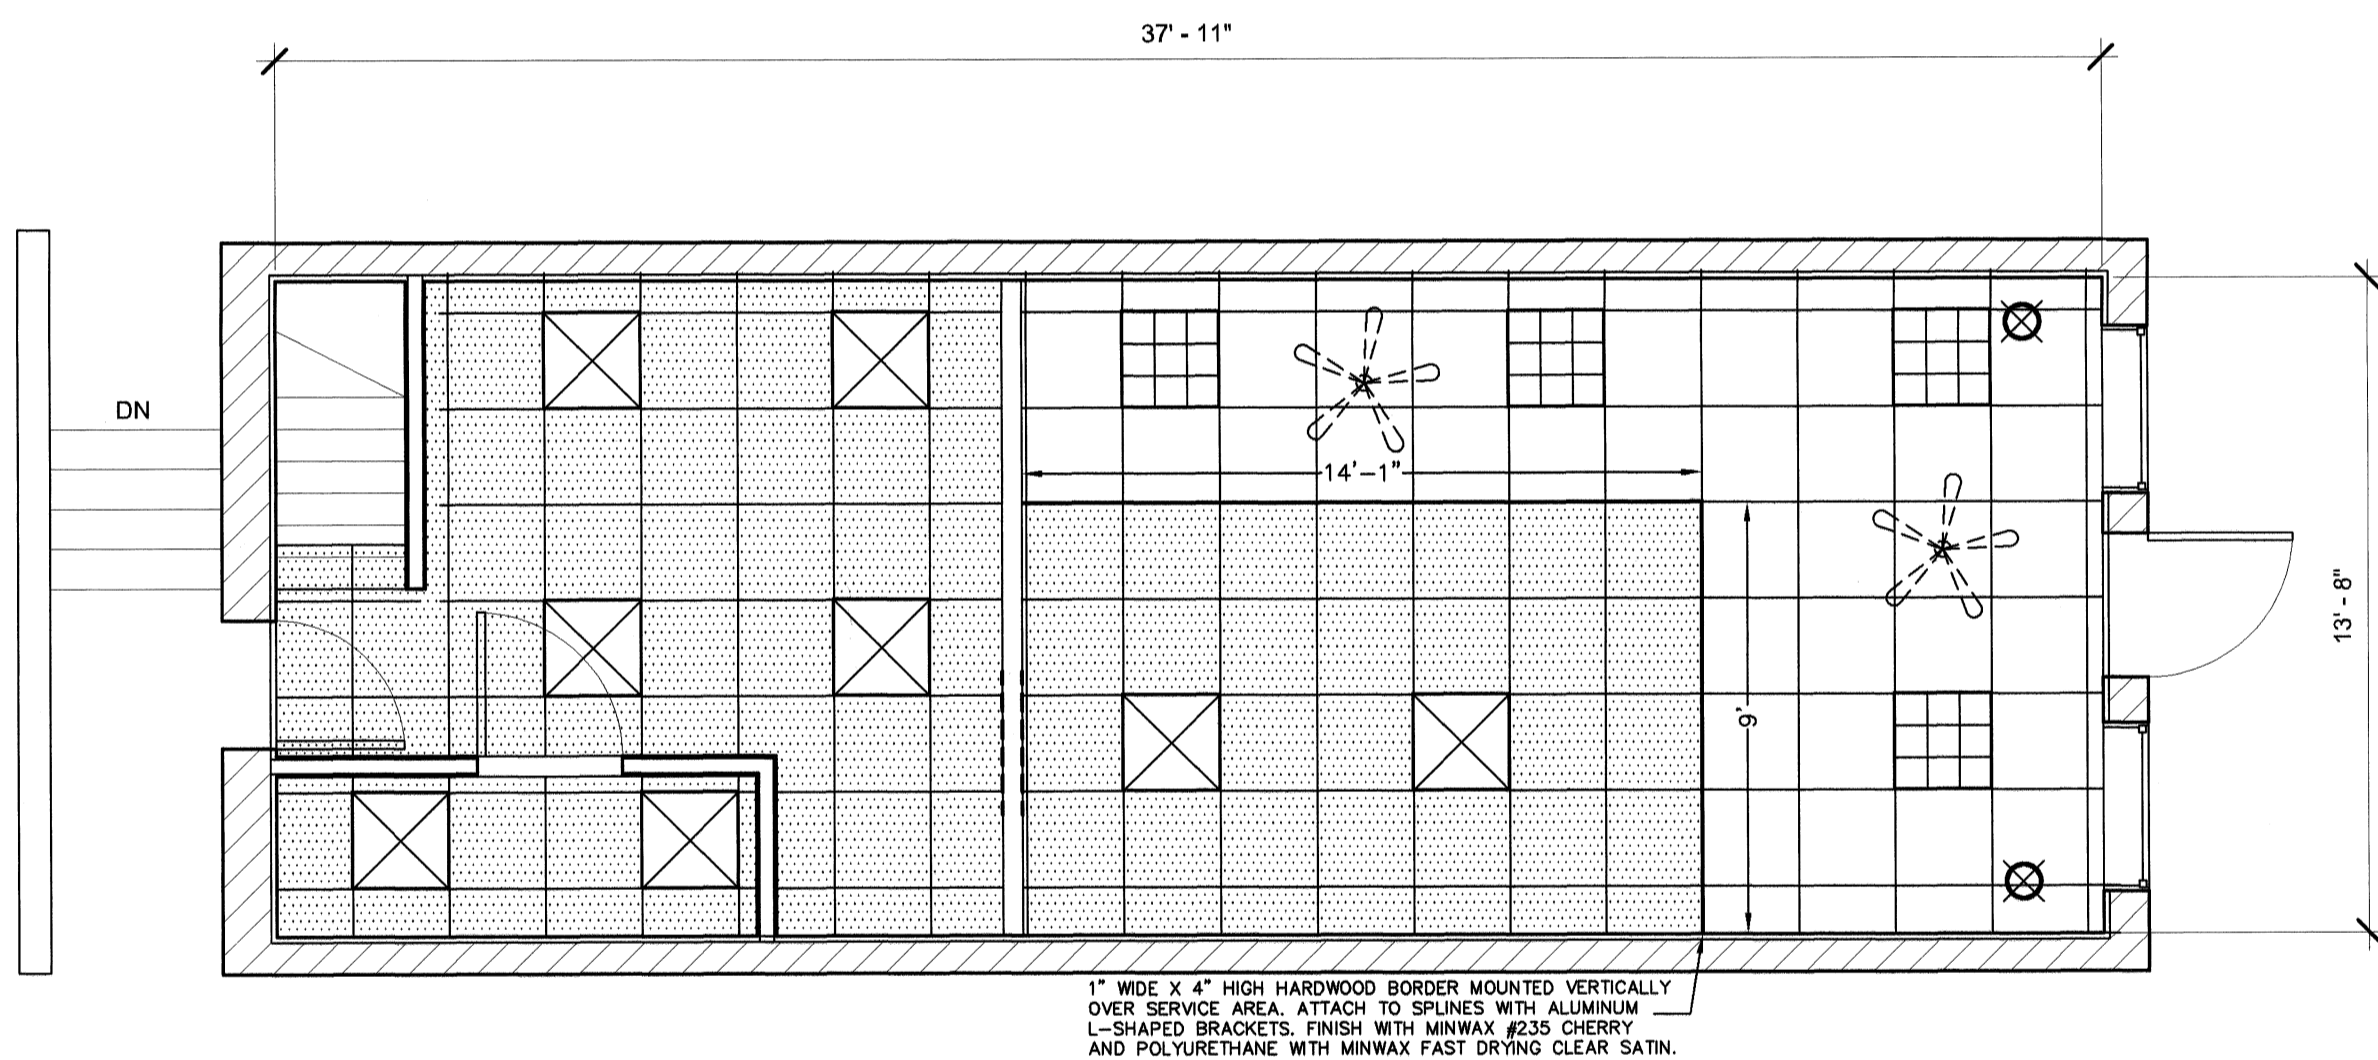 37' - 11"
DN
14'-1"
9'-
13' - 8"
1" WIDE X 4" HIGH HARDWOOD BORDER MOUNTED VERTICALLY
OVER SERVICE AREA. ATTACH TO SPLINES WITH ALUMINUM
L-SHAPED BRACKETS. FINISH WITH MINWAX #235 CHERRY
AND POLYURETHANE WITH MINWAX FAST DRYING CLEAR SATIN.